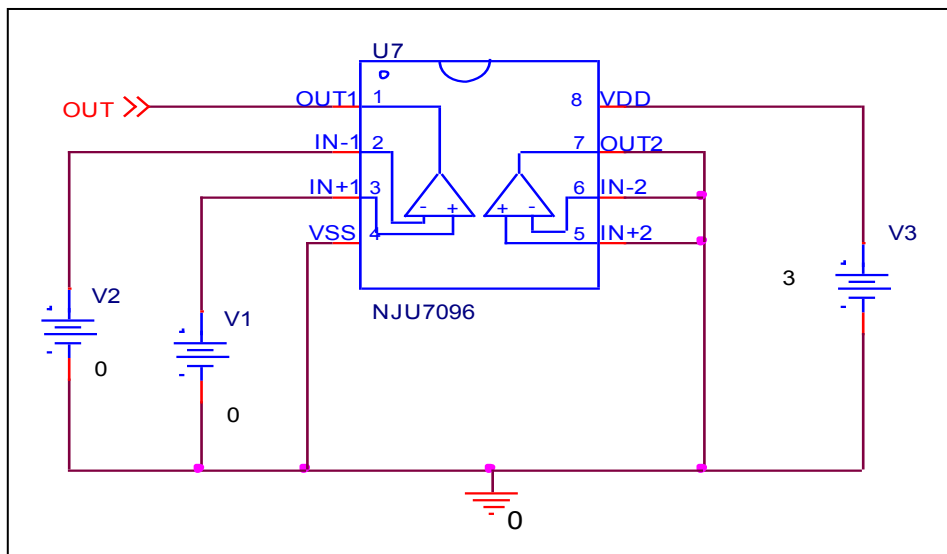 U7
OUT
OUT1
1
8
VDD
IN-1
2
7
OUT2
IN+1
3
6
IN-2
VSS
4
5
IN+2
- +
+ -
NJU7096
V2
-
0
V1
-
0
3
V3
-
0